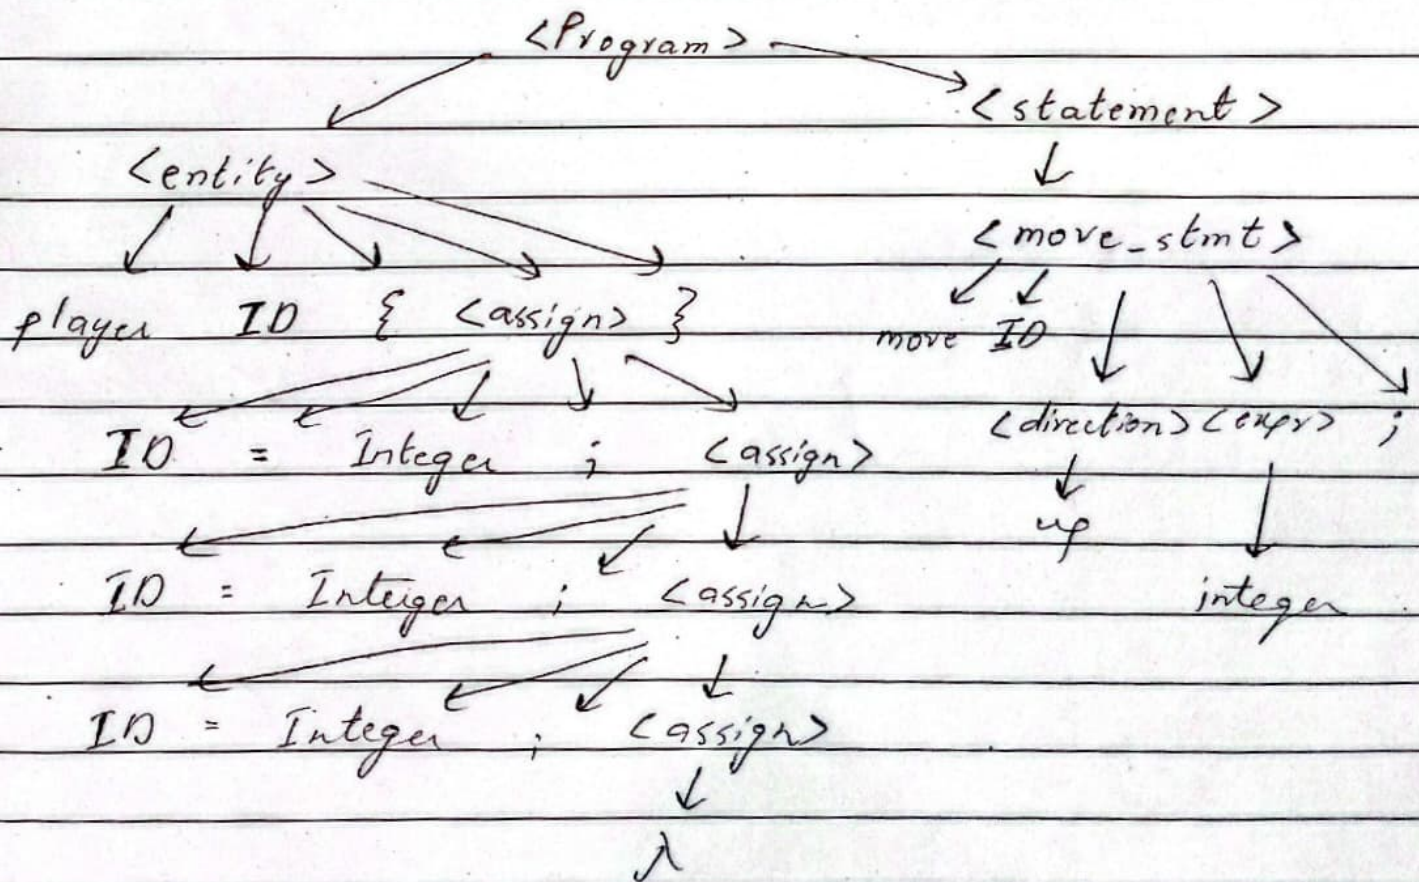 <Program>
<statement>
<entity>
<move_stmt>
player ID { <assign> }
move ID
<direction> <expr> ;
ID = Integer ; <assign>
up
ID = Inteiger ; <assign>
integer
ID = Integer ; <assign>
λ